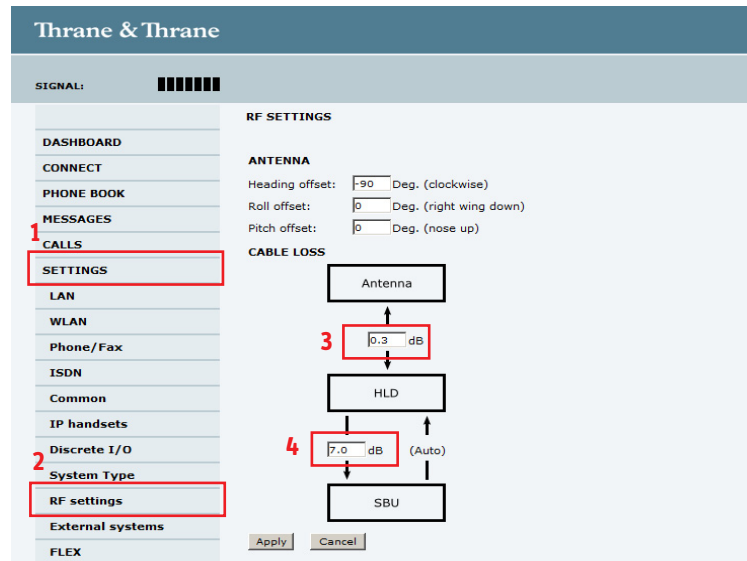 Thrane & Thrane
SIGNAL:
RF SETTINGS
DASHBOARD
CONNECT
PHONE BOOK
MESSAGES
1
CALLS
SETTINGS
LAN
WLAN
Phone/Fax
ISDN
Common
IP handsets
Discrete I/O
2
System Type
RF settings
External systems
FLEX
ANTENNA
Heading offset: -90 Deg. (clockwise)
Roll offset: 0 Deg. (right wing down)
Pitch offset: 0 Deg. (nose up)
CABLE LOSS
Antenna
3 0.3 dB
HLD
4 7.0 dB (Auto)
SBU
Apply Cancel